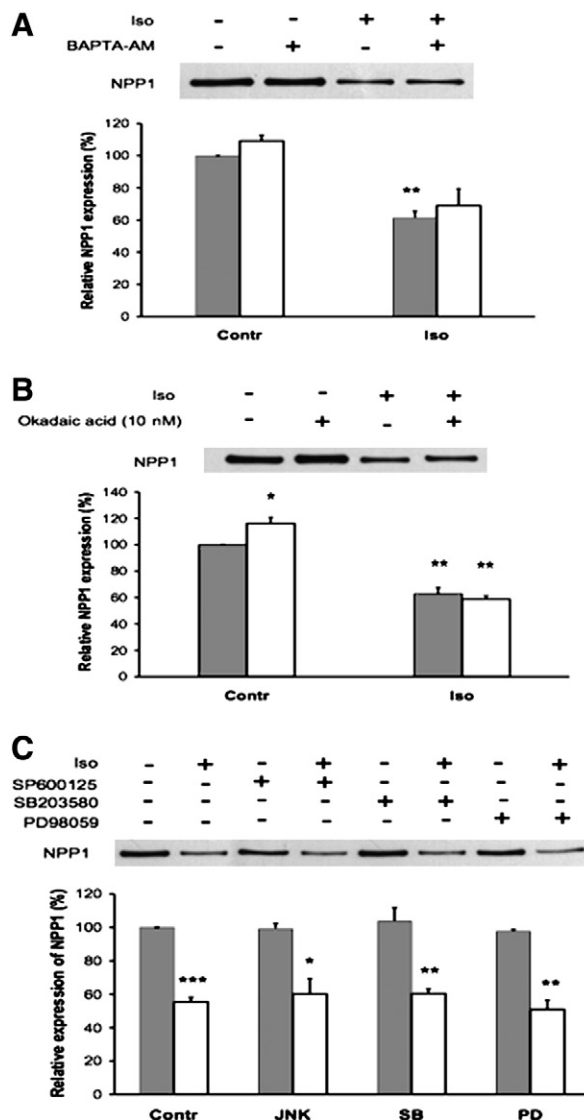 A
Iso - - + +
BAPTA-AM - + - +
NPP1
Relative NPP1 expression (%)
120
100
80
60
40
20
0
**
Contr Iso
B
Iso - - + +
Okadaic acid (10 nM) - + - +
NPP1
Relative NPP1 expression (%)
140
120
100
80
60
40
20
0
*
** **
Contr Iso
C
Iso - + - + - + - +
SP600125 - - + + - - - -
SB203580 - - - - + + - -
PD98059 - - - - - - + +
NPP1
Relative expression of NPP1 (%)
120
100
80
60
40
20
0
*** * ** **
Contr JNK SB PD